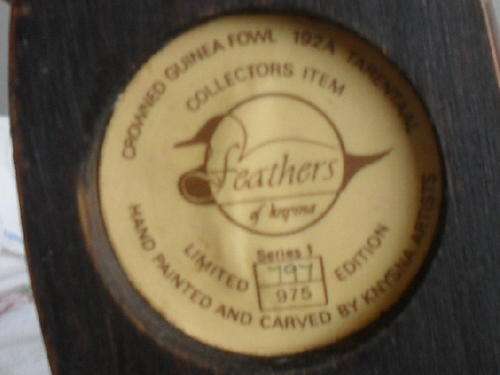 CROWNED GUINEA FOWL 192A TARENTAAL
COLLECTORS ITEM
feathers
of knysna
LIMITED EDITION
Series 1
797
975
HAND PAINTED AND CARVED BY KNYSNA ARTISTS